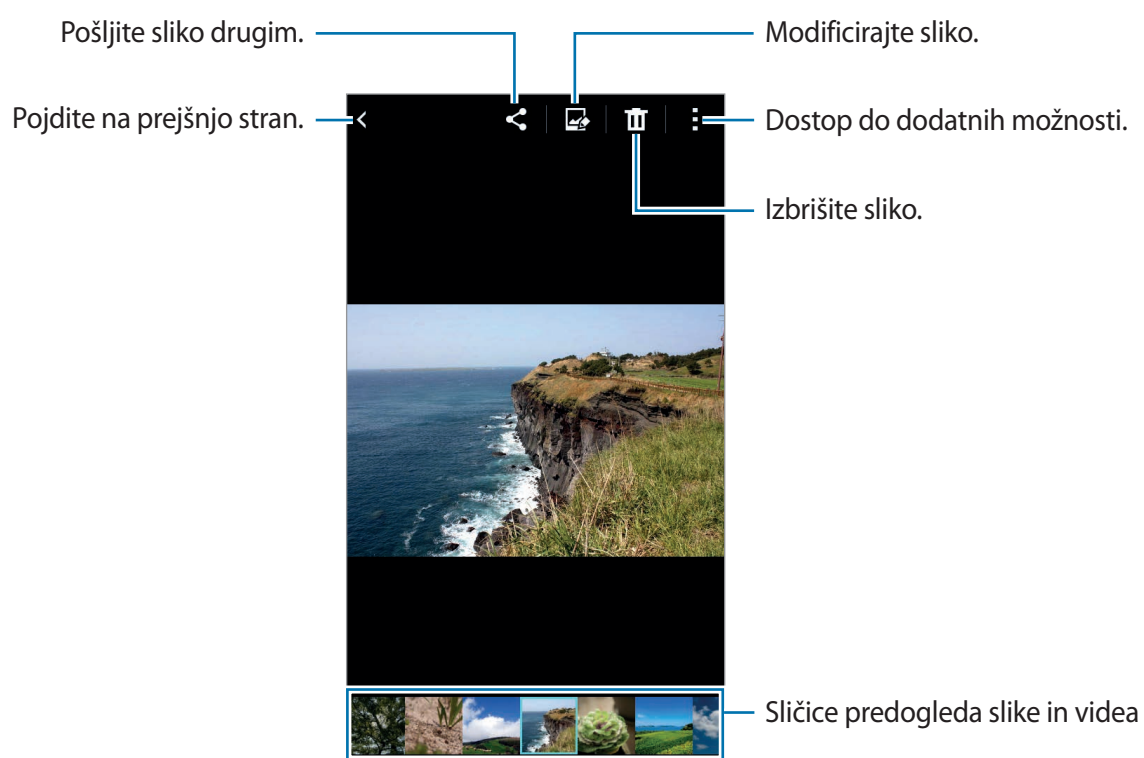 Pošljite sliko drugim.
Modificirajte sliko.
Pojdite na prejšnjo stran.
Dostop do dodatnih možnosti.
Izbrišite sliko.
Sličice predogleda slike in videa